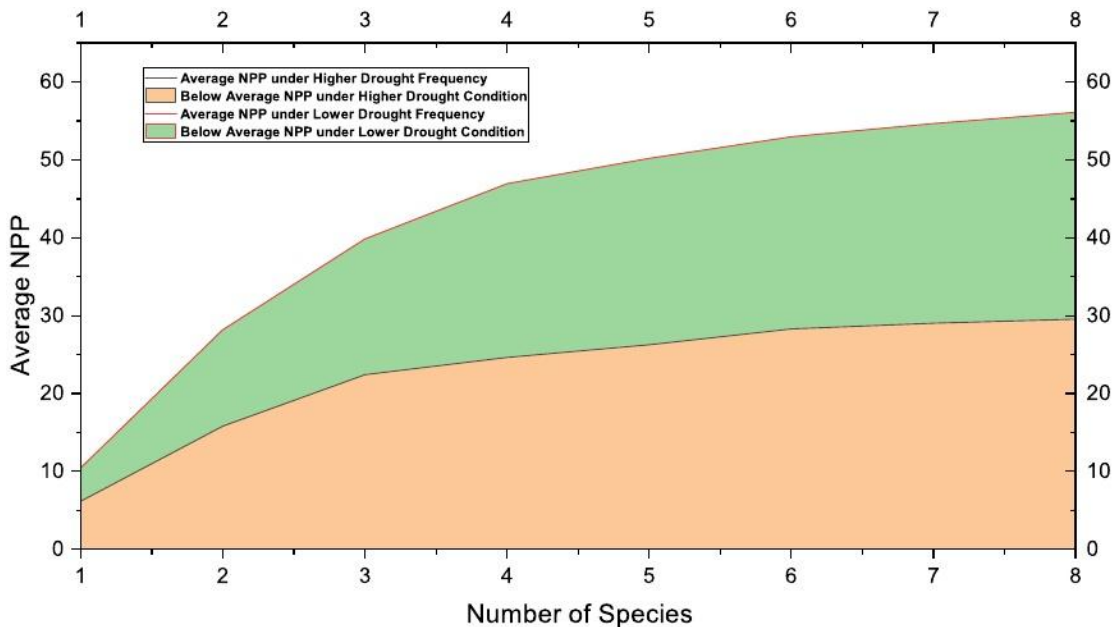 1 2 3 4 5 6 7 8
Average NPP under Higher Drought Frequency
Below Average NPP under Higher Drought Condition
Average NPP under Lower Drought Frequency
Below Average NPP under Lower Drought Condition
60 60
50 50
40 40
30 30
20 20
10 10
0 0
Average NPP
1 2 3 4 5 6 7 8
Number of Species